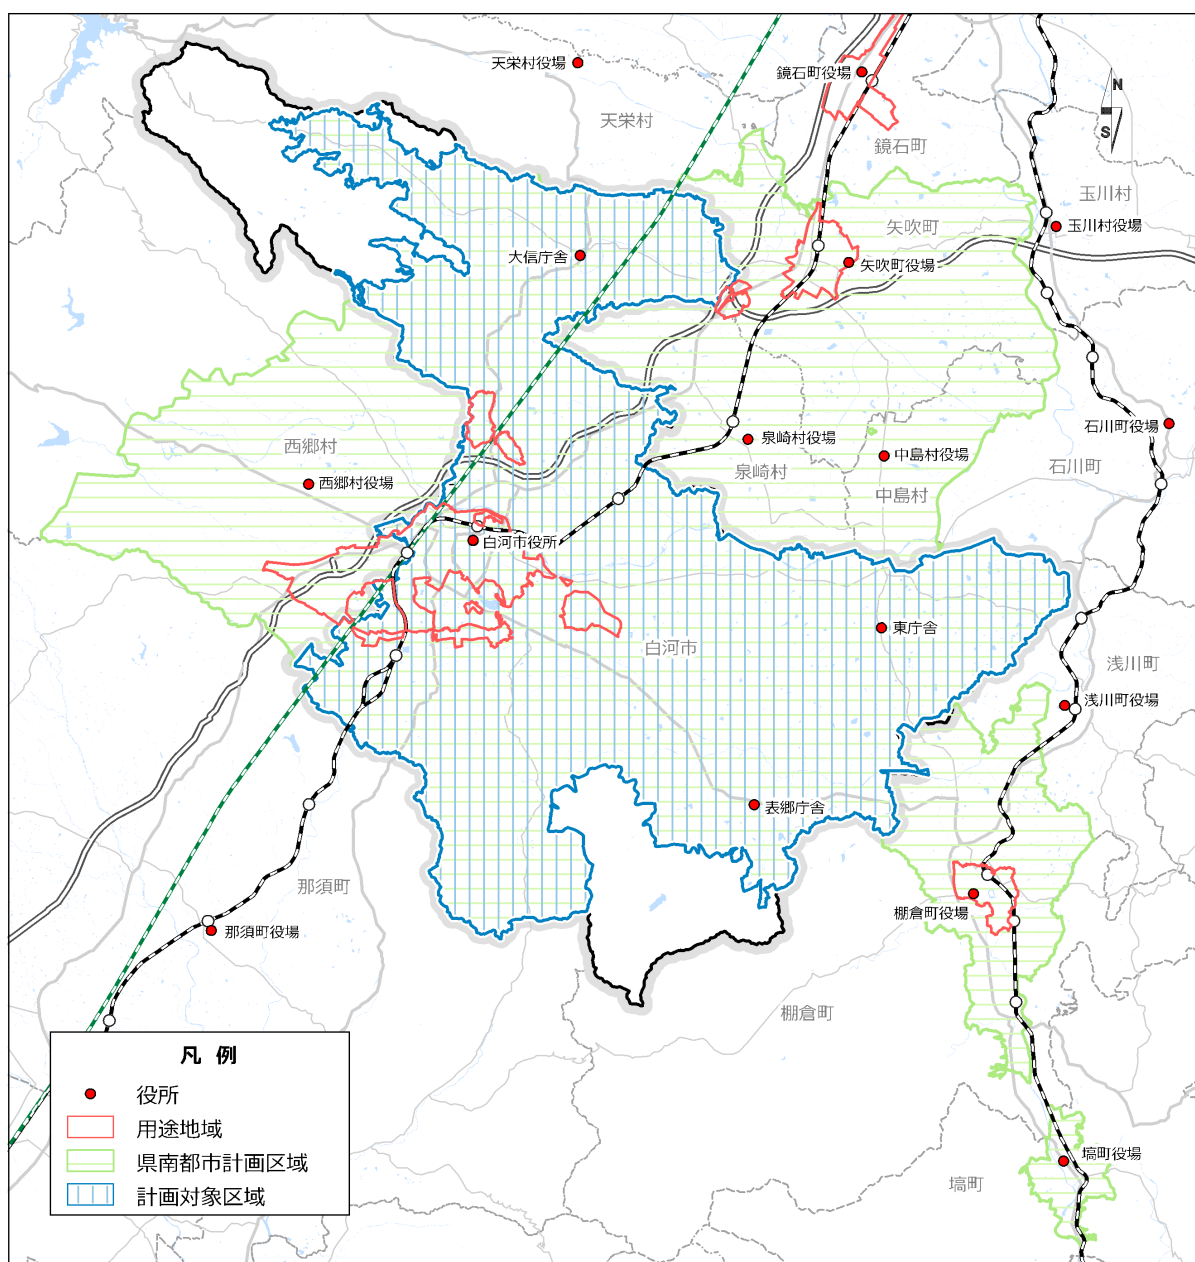 天栄村役場
鏡石町役場
N
S
天栄村
鏡石町
玉川村
矢吹町
玉川村役場
大信庁舎
矢吹町役場
石川町役場
泉崎村役場
西郷村
中島村役場
石川町
泉崎村
西郷村役場
中島村
白河市役所
東庁舎
白河市
浅川町
浅川町役場
表郷庁舎
那須町
棚倉町役場
那須町役場
棚倉町
凡 例
役所
用途地域
県南都市計画区域
計画対象区域
塙町役場
塙町